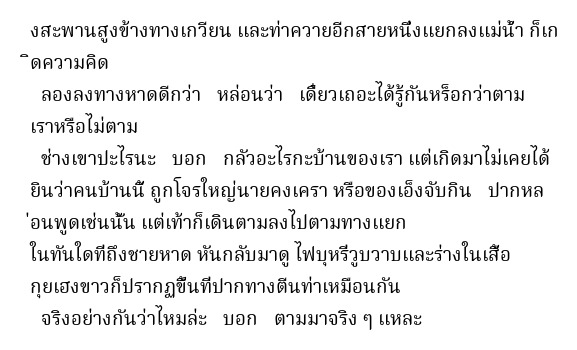 งสะพานสูงข้างทางเกวียน และท่าควายอีกสายหนึ่งแยกลงแม่น้ำ ก็เก
ิดความคิด
ลองลงทางหาดดีกว่า หล่อนว่า เดี๋ยวเถอะได้รู้กันหร็อกว่าตาม
เราหรือไม่ตาม
ช่างเขาปะไรนะ บอก กลัวอะไรกะบ้านของเรา แต่เกิดมาไม่เคยได้
ยินว่าคนบ้านนี้ ถูกโจรใหญ่นายคงเครา หรือของเอ็งจับกิน ปากหล
่อนพูดเช่นนั้น แต่เท้าก็เดินตามลงไปตามทางแยก
ในทันใดที่ถึงชายหาด หันกลับมาดู ไฟบุหรี่วูบวาบและร่างในเสื้อ
กุยเฮงขาวก็ปรากฏขึ้นที่ปากทางตีนท่าเหมือนกัน
จริงอย่างกันว่าไหมล่ะ บอก ตามมาจริง ๆ แหละ